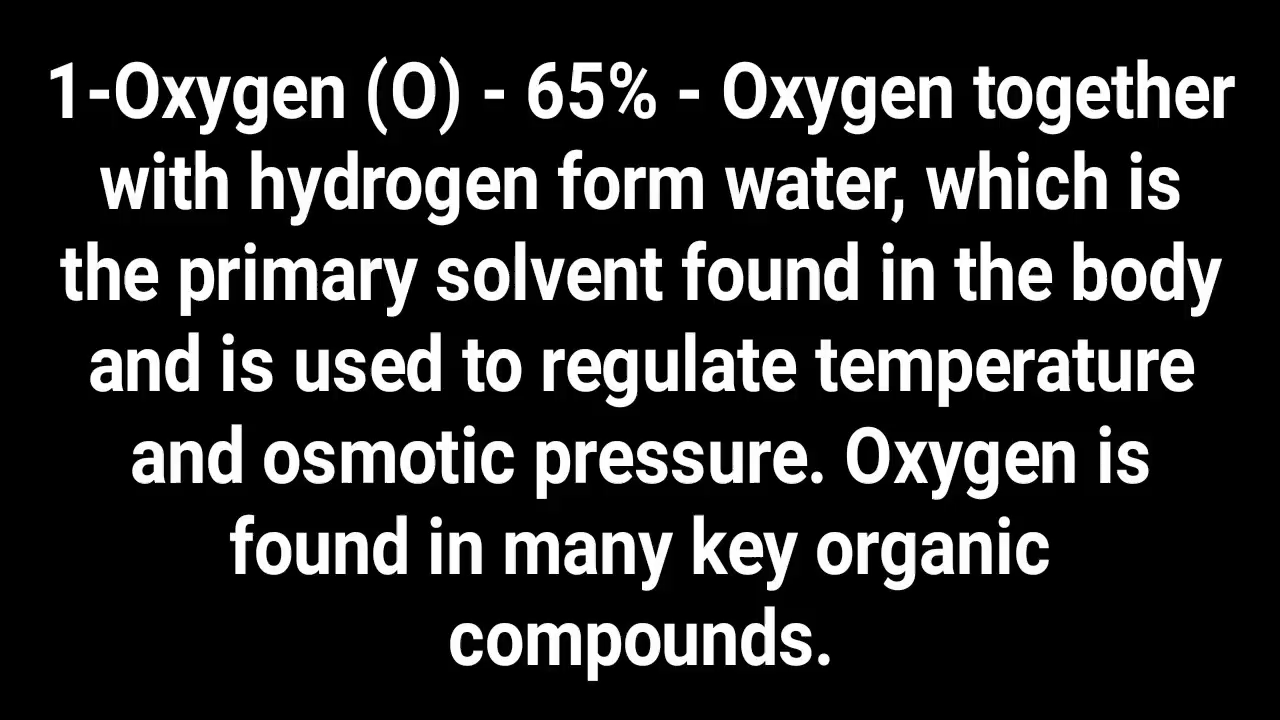 1-Oxygen (O) - 65% - Oxygen together
with hydrogen form water, which is
the primary solvent found in the body
and is used to regulate temperature
and osmotic pressure. Oxygen is
found in many key organic
compounds.